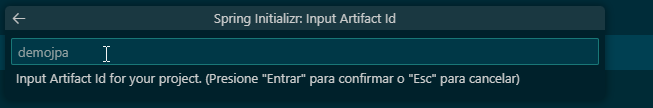 Spring Initializr: Input Artifact Id
demojpa
Input Artifact Id for your project. (Presione "Entrar" para confirmar o "Esc" para cancelar)